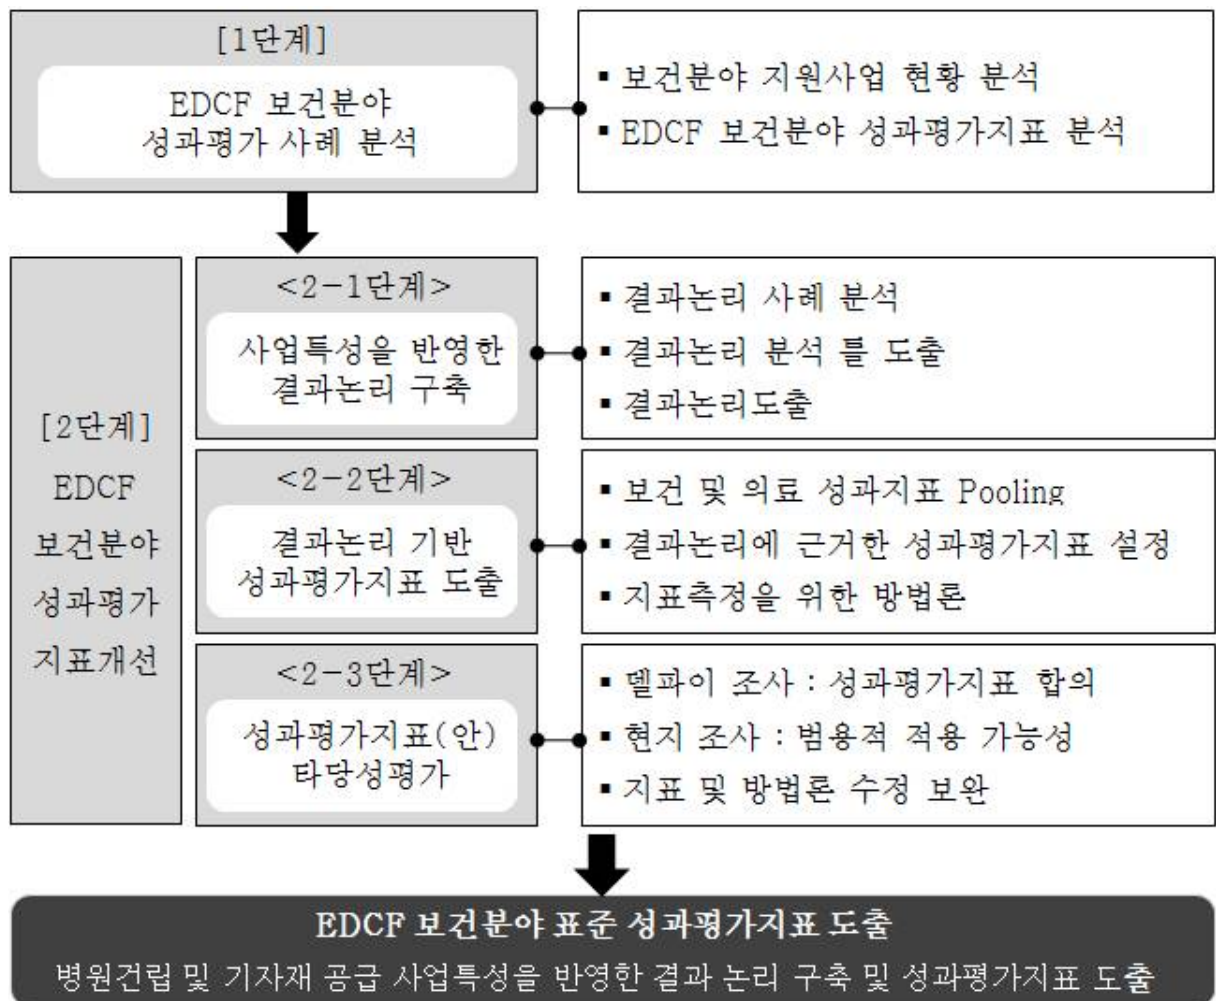 [1단계]
EDCF 보건분야
성과평가 사례 분석
▪ 보건분야 지원사업 현황 분석
▪ EDCF 보건분야 성과평가지표 분석
[2단계]
EDCF
보건분야
성과평가
지표개선
<2-1단계>
사업특성을 반영한
결과논리 구축
▪ 결과논리 사례 분석
▪ 결과논리 분석 틀 도출
▪ 결과논리도출
<2-2단계>
결과논리 기반
성과평가지표 도출
▪ 보건 및 의료 성과지표 Pooling
▪ 결과논리에 근거한 성과평가지표 설정
▪ 지표측정을 위한 방법론
<2-3단계>
성과평가지표(안)
타당성평가
▪ 델파이 조사 : 성과평가지표 합의
▪ 현지 조사 : 범용적 적용 가능성
▪ 지표 및 방법론 수정 보완
EDCF 보건분야 표준 성과평가지표 도출
병원건립 및 기자재 공급 사업특성을 반영한 결과 논리 구축 및 성과평가지표 도출